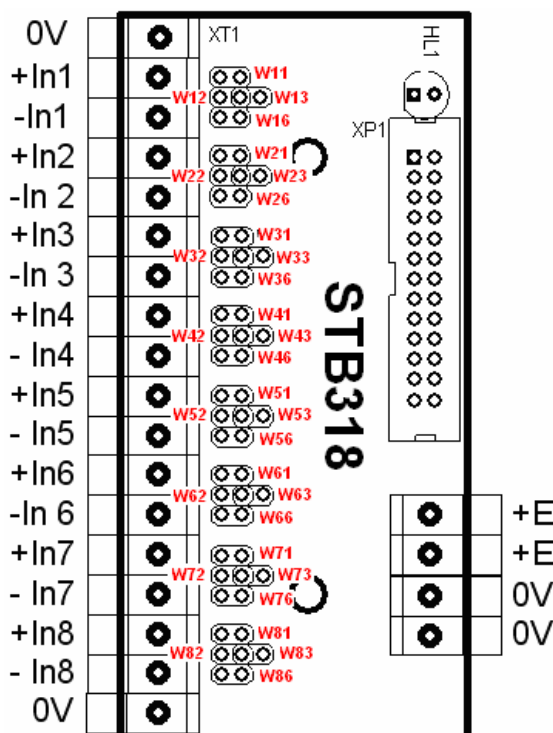 0V XT1 HL1
+In1 W11
W12 W13
-In1 W16 XP1
+In2 W21
W22 W23
-In 2 W26
+In3 W31
W32 W33
-In 3 W36
+In4 W41
W42 W43
- In4 W46
STB318
+In5 W51
W52 W53
- In5 W56
+In6 W61
W62 W63
-In 6 W66 +E
+In7 W71 +E
W72 W73
- In7 W76 0V
+In8 W81 0V
W82 W83
- In8 W86
0V